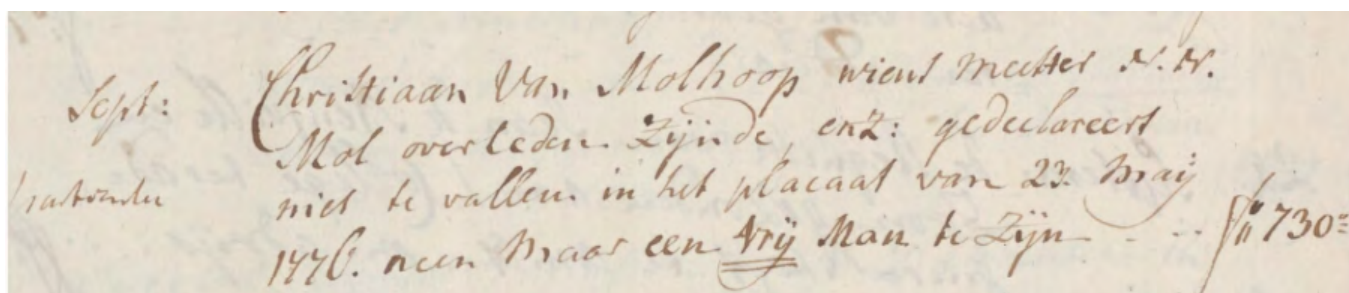 Sept:
Christiaan Van Molhoop wiens meester N. N.
Mol overleden Zijnde, enz: gedeclareert
niet te vallen in het placaat van 23. Maij
1776. neen maar een Vrij Man te Zijn - - - ƒ" 730=